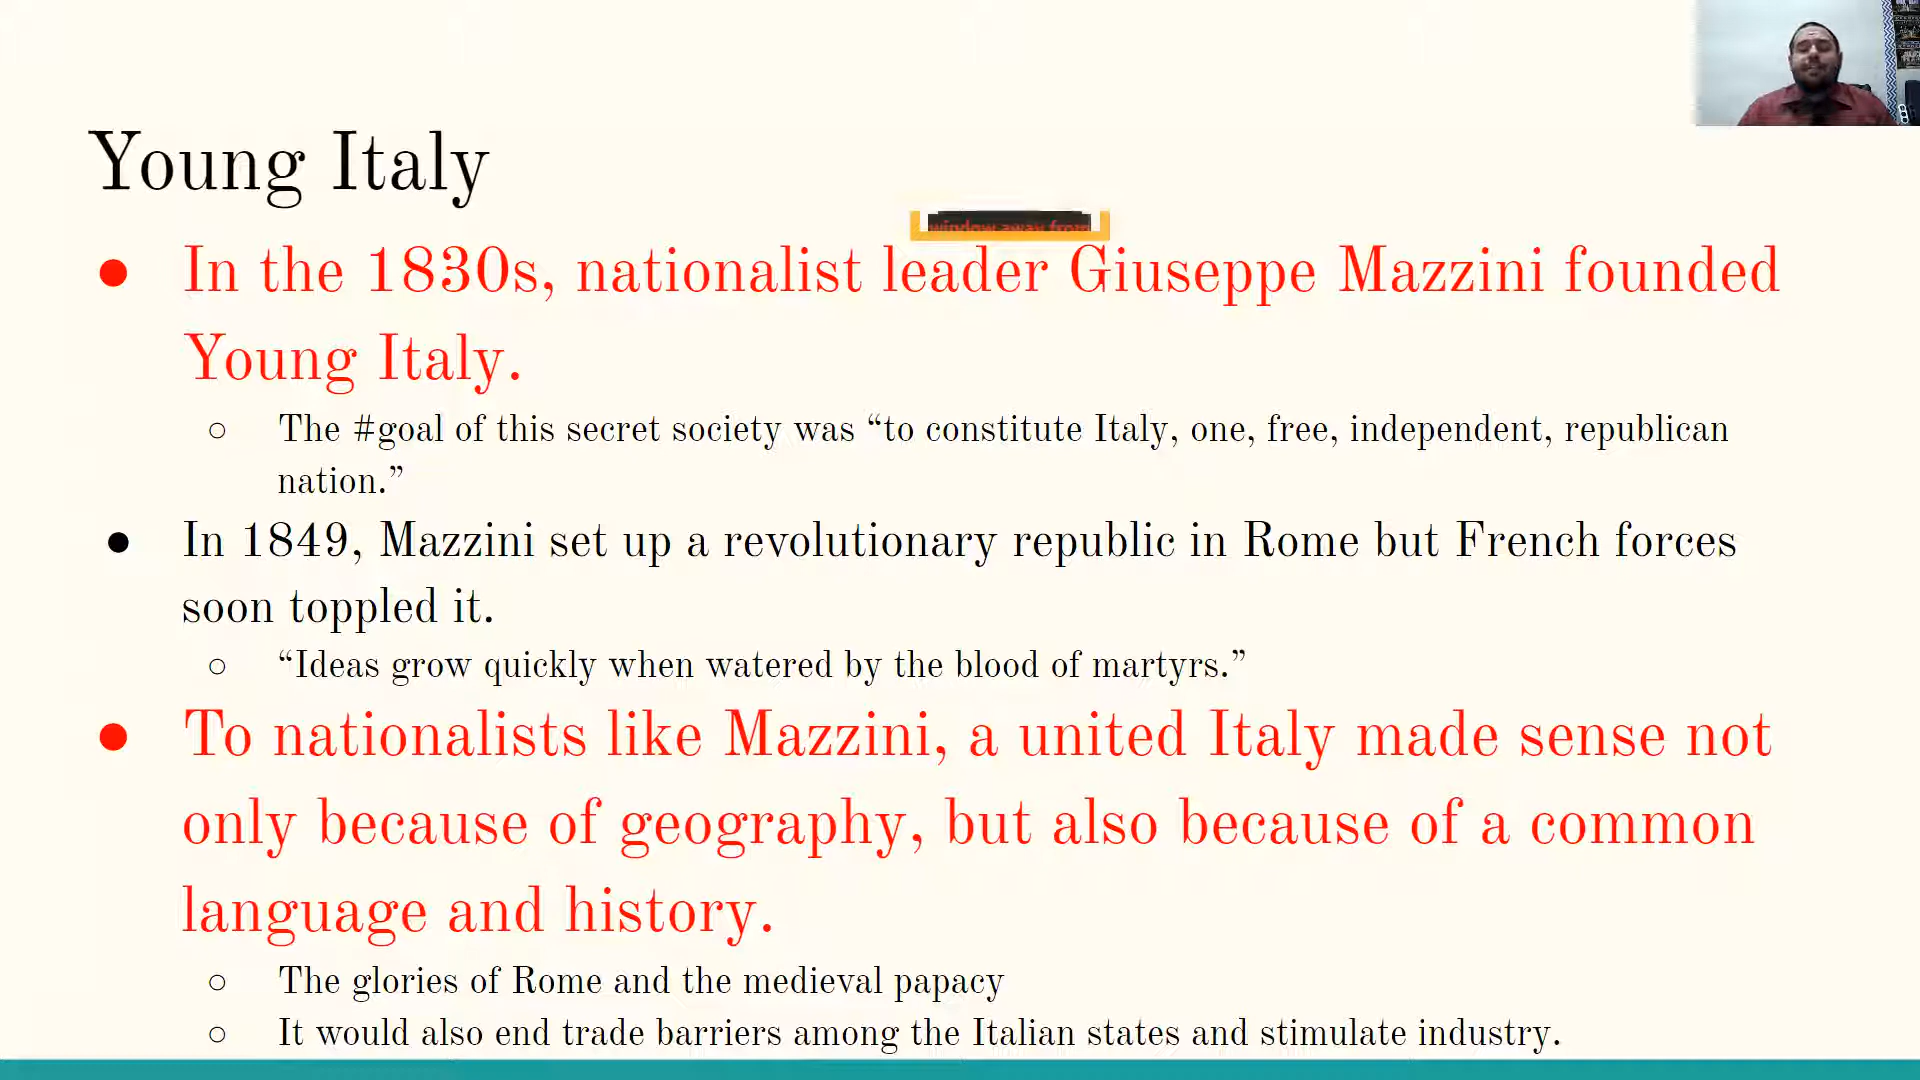 Young Italy
window away from
● In the 1830s, nationalist leader Giuseppe Mazzini founded
Young Italy.
○ The #goal of this secret society was “to constitute Italy, one, free, independent, republican
nation.”
● In 1849, Mazzini set up a revolutionary republic in Rome but French forces
soon toppled it.
○ “Ideas grow quickly when watered by the blood of martyrs.”
● To nationalists like Mazzini, a united Italy made sense not
only because of geography, but also because of a common
language and history.
○ The glories of Rome and the medieval papacy
○ It would also end trade barriers among the Italian states and stimulate industry.